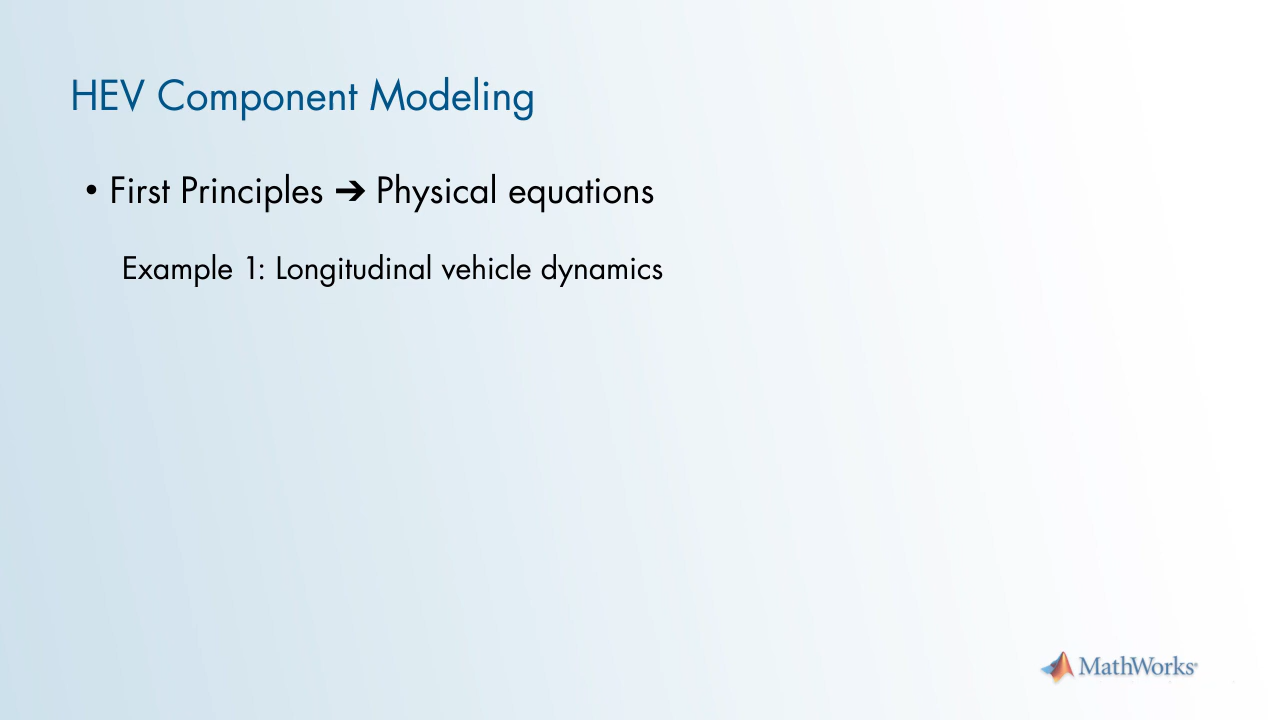 HEV Component Modeling
• First Principles ➔ Physical equations
Example 1: Longitudinal vehicle dynamics
MathWorks®